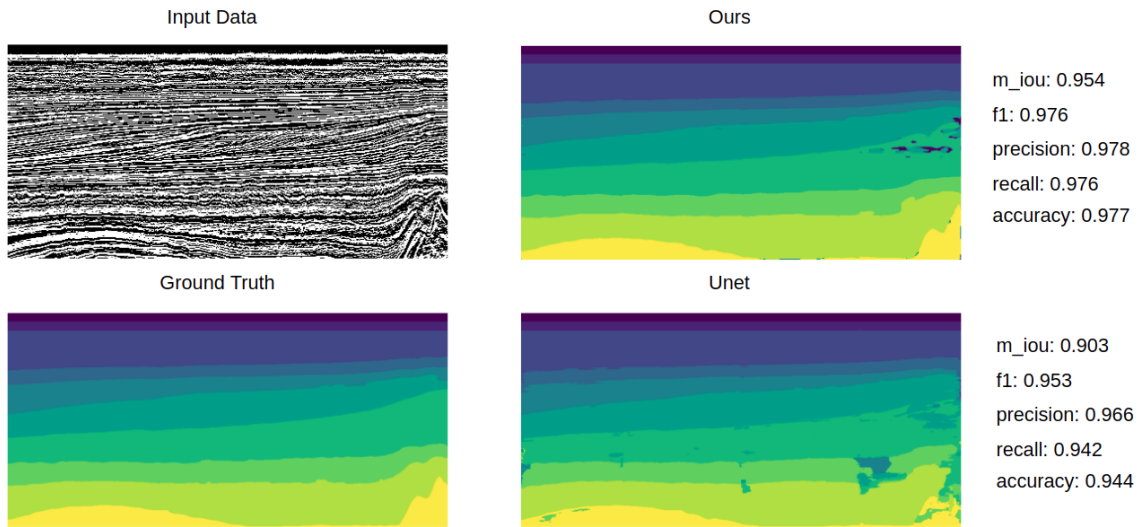 Input Data
Ours
m_iou: 0.954
f1: 0.976
precision: 0.978
recall: 0.976
accuracy: 0.977
Ground Truth
Unet
m_iou: 0.903
f1: 0.953
precision: 0.966
recall: 0.942
accuracy: 0.944